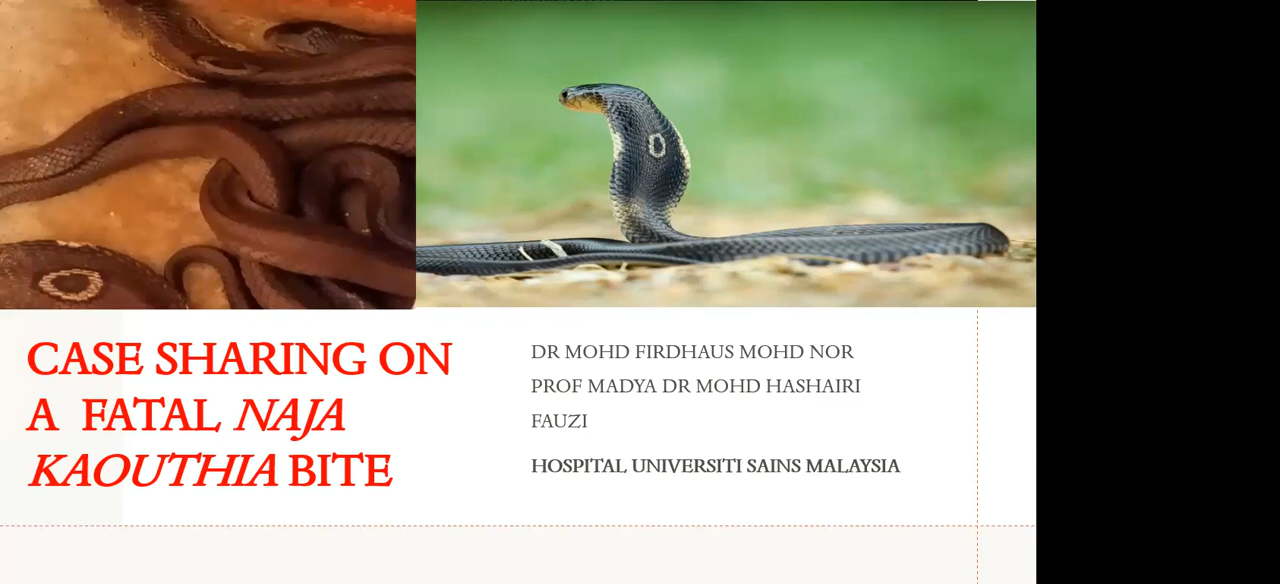 CASE SHARING ON
A FATAL NAJA
KAOUTHIA BITE
DR MOHD FIRDHAUS MOHD NOR
PROF MADYA DR MOHD HASHAIRI
FAUZI
HOSPITAL UNIVERSITI SAINS MALAYSIA